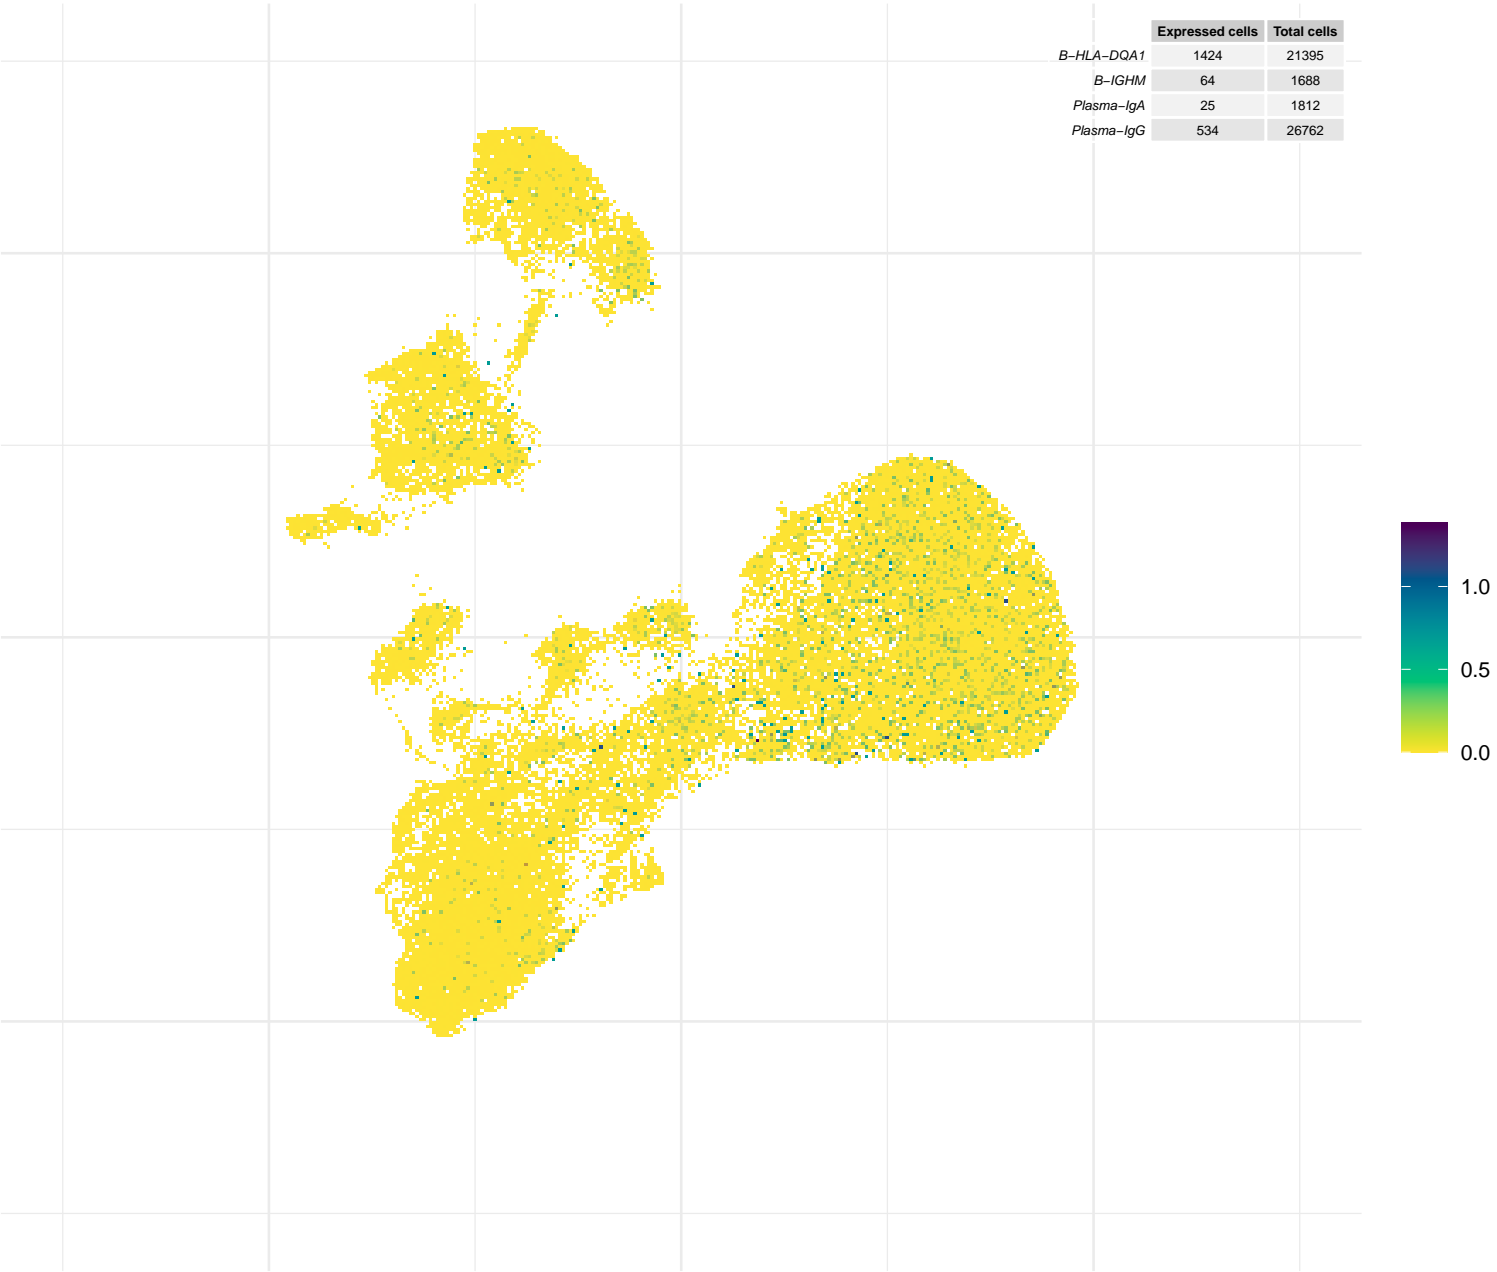 Expressed cells Total cells
B−HLA−DQA1 1424 21395
B−IGHM 64 1688
Plasma−IgA 25 1812
Plasma−IgG 534 26762
1.0
0.5
0.0